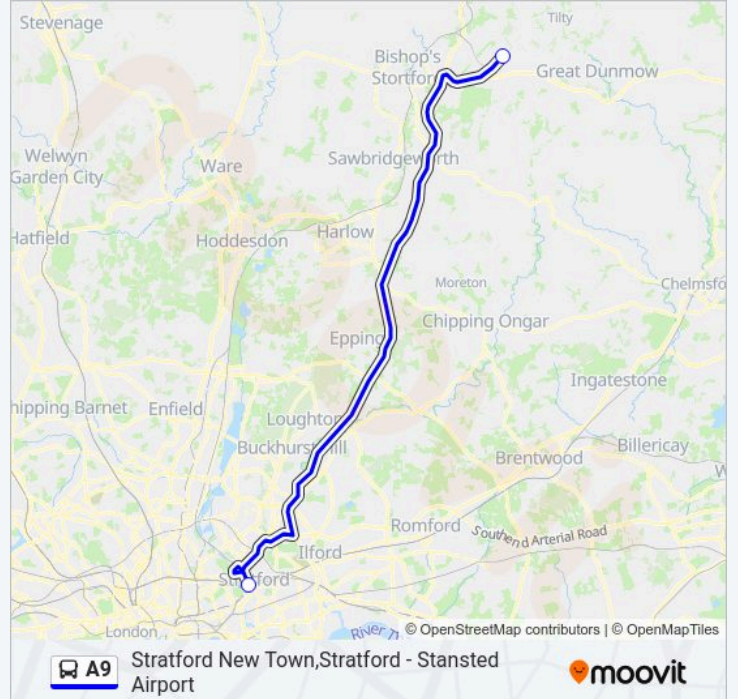 Stevenage
Tilty
Bishop's
Stortford
Great Dunmow
Welwyn
Garden City
Ware
Sawbridgeworth
Hatfield
Hoddesdon
Harlow
Moreton
Chelmsfo
Chipping Ongar
Epping
Ingatestone
hipping Barnet
Enfield
Loughton
Buckhurst Hill
Billericay
Brentwood
W
Romford
Southend Arterial Road
Ilford
Stratford
London
River T
© OpenStreetMap contributors | © OpenMapTiles
A9
Stratford New Town,Stratford - Stansted
Airport
moovit